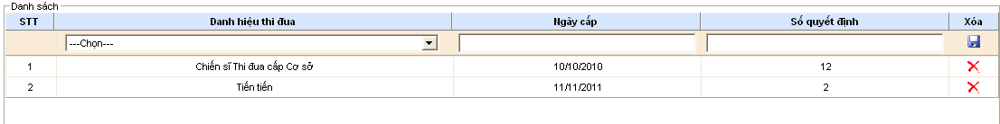 Danh sách
STT Danh hiệu thi đua Ngày cấp Số quyết định Xóa
---Chọn---
1 Chiến sĩ Thi đua cấp Cơ sở 10/10/2010 12
2 Tiến tiến 11/11/2011 2